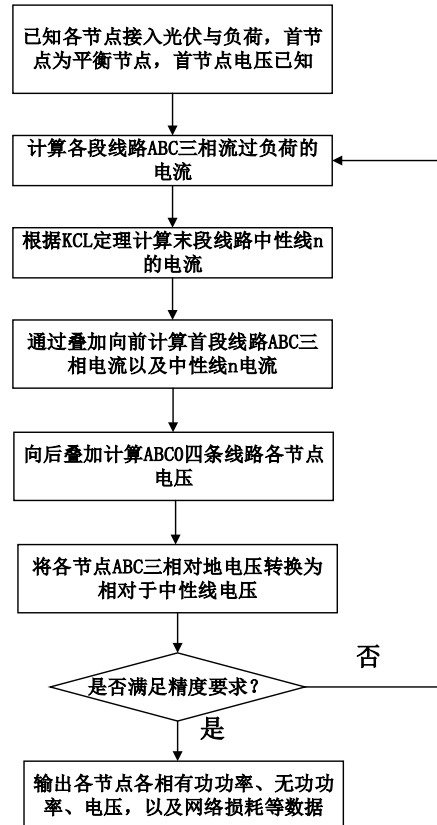 已知各节点接入光伏与负荷，首节
点为平衡节点，首节点电压已知
计算各段线路ABC三相流过负荷的
电流
根据KCL定理计算末段线路中性线n
的电流
通过叠加向前计算首段线路ABC三
相电流以及中性线n电流
向后叠加计算ABC0四条线路各节点
电压
将各节点ABC三相对地电压转换为
相对于中性线电压
是否满足精度要求？
否
是
输出各节点各相有功功率、无功功
率、电压，以及网络损耗等数据